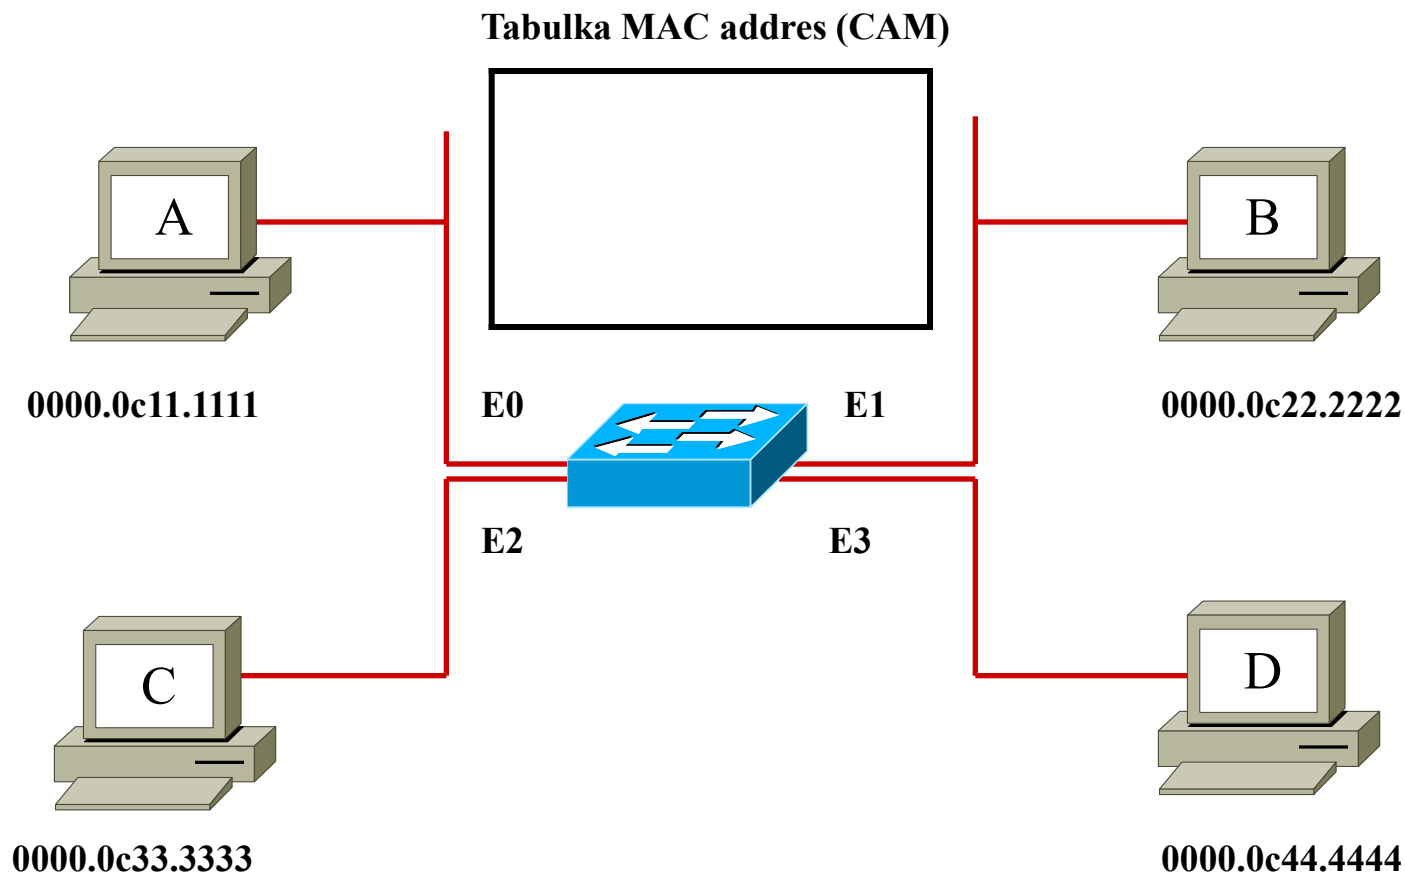 Tabulka MAC addres (CAM)
A
B
0000.0c11.1111
E0
E1
0000.0c22.2222
E2
E3
C
D
0000.0c33.3333
0000.0c44.4444